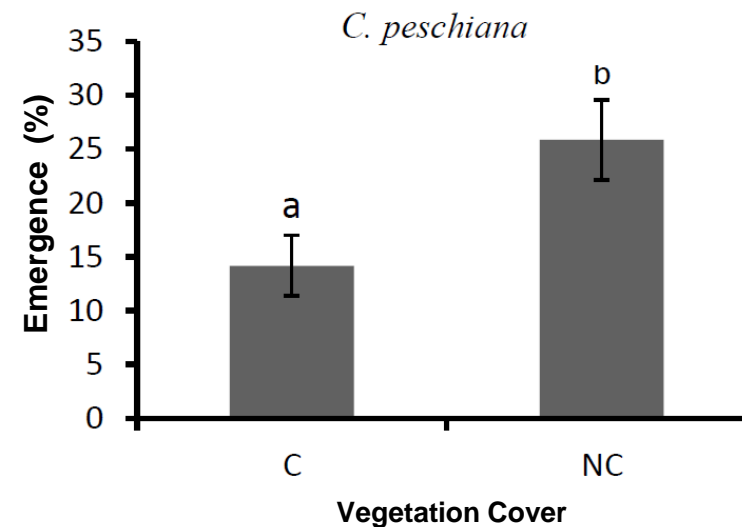 C. peschiana
Emergence (%)
35
30
25
20
15
10
5
0
a
b
C
NC
Vegetation Cover